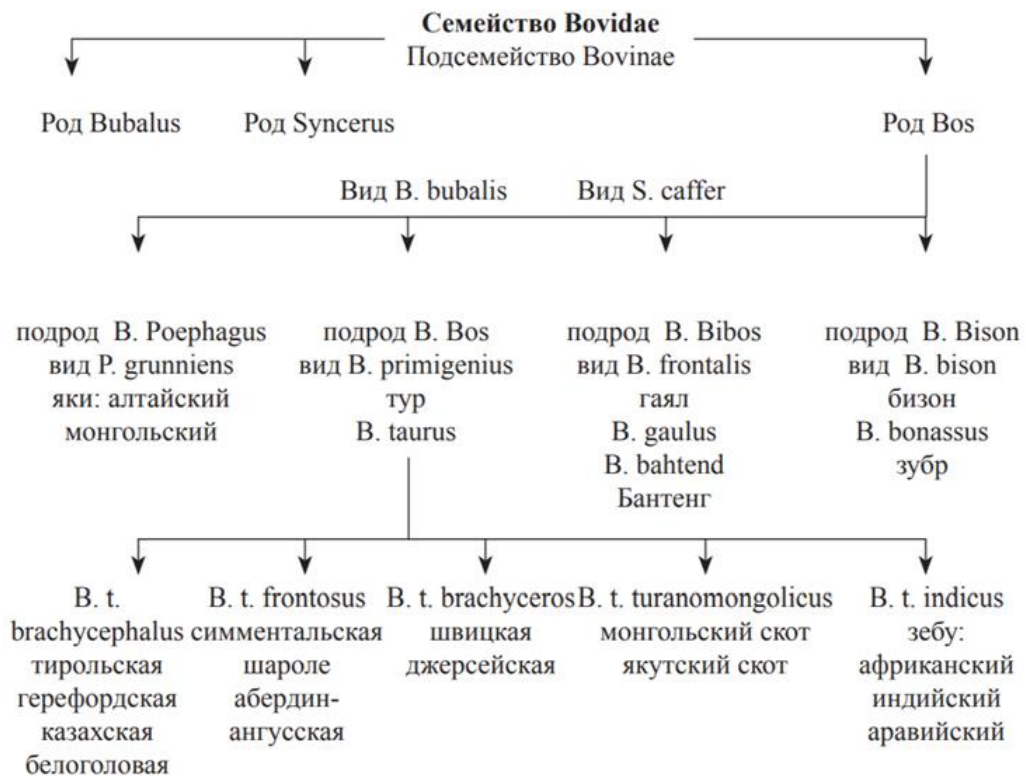 Семейство Bovidae
Подсемейство Bovinae
Род Bubalus
Род Syncerus
Род Bos
Вид B. bubalis
Вид S. caffer
подрод B. Poephagus
вид P. grunniens
яки: алтайский
монгольский
подрод B. Bos
вид B. primigenius
тур
B. taurus
подрод B. Bibos
вид B. frontalis
гаял
B. gaulus
B. bahtend
Бантенг
подрод B. Bison
вид B. bison
бизон
B. bonassus
зубр
B. t.
brachycephalus
тирольская
герефордская
казахская
белоголовая
B. t. frontosus
симментальская
шароле
абердин-
ангусская
B. t. brachyceros
швицкая
джерсейская
B. t. turanomongolicus
монгольский скот
якутский скот
B. t. indicus
зебу:
африканский
индийский
аравийский